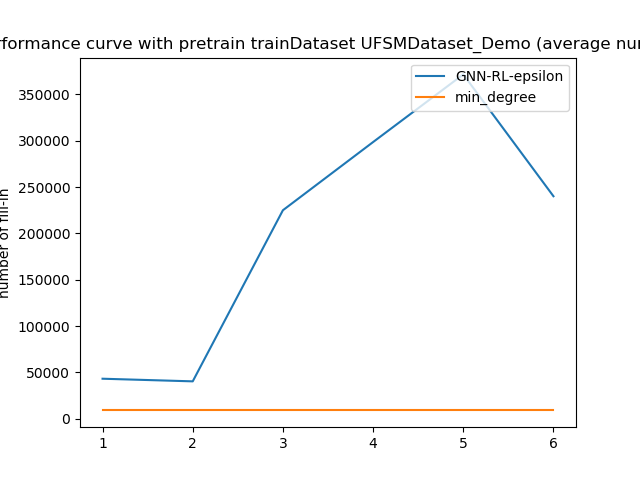 rformance curve with pretrain trainDataset UFSMDataset_Demo (average num
GNN-RL-epsilon
min_degree
number of fill-in
350000
300000
250000
200000
150000
100000
50000
0
1 2 3 4 5 6